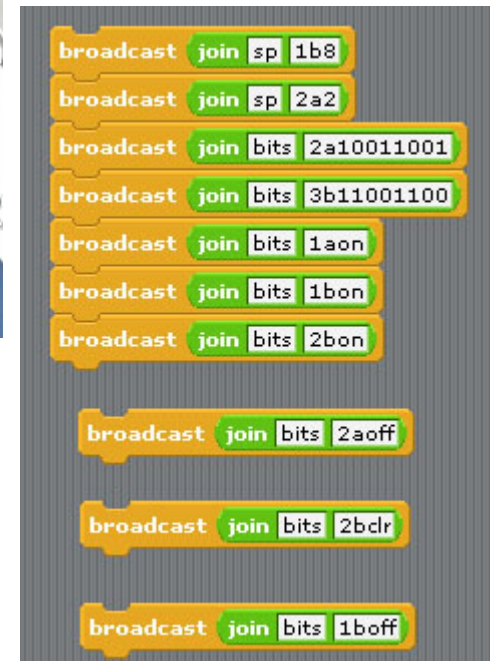 broadcast join sp 1b8
broadcast join sp 2a2
broadcast join bits 2a10011001
broadcast join bits 3b11001100
broadcast join bits 1aon
broadcast join bits 1bon
broadcast join bits 2bon
broadcast join bits 2aoff
broadcast join bits 2bclr
broadcast join bits 1boff